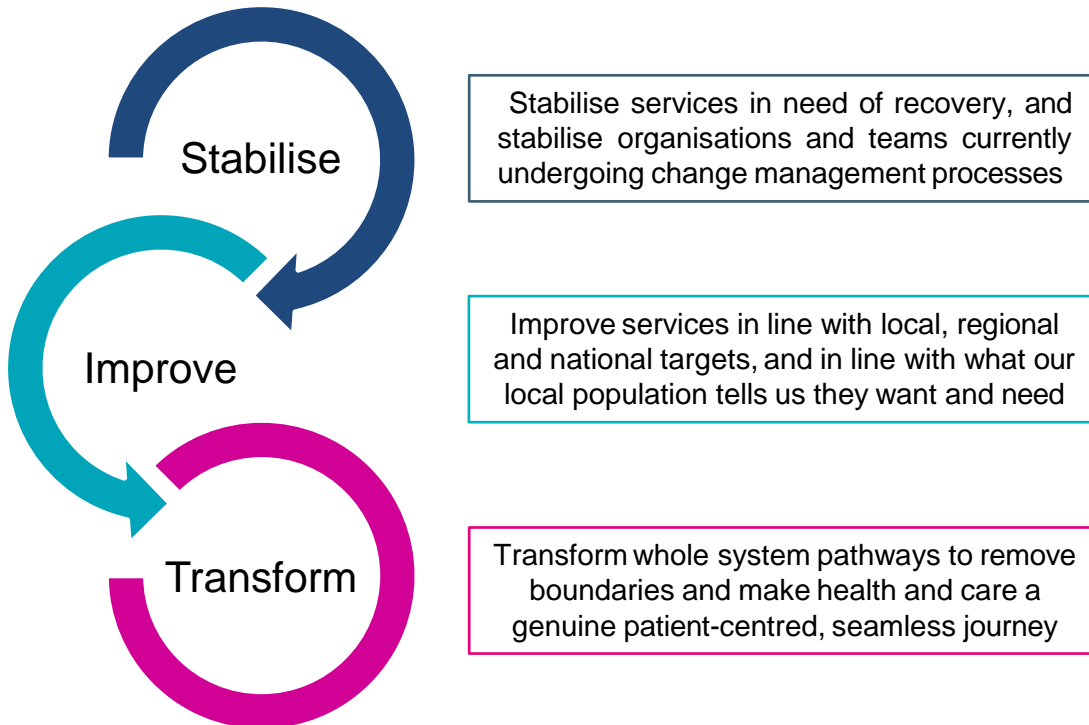 Stabilise
Stabilise services in need of recovery, and
stabilise organisations and teams currently
undergoing change management processes
Improve
Improve services in line with local, regional
and national targets, and in line with what our
local population tells us they want and need
Transform
Transform whole system pathways to remove
boundaries and make health and care a
genuine patient-centred, seamless journey